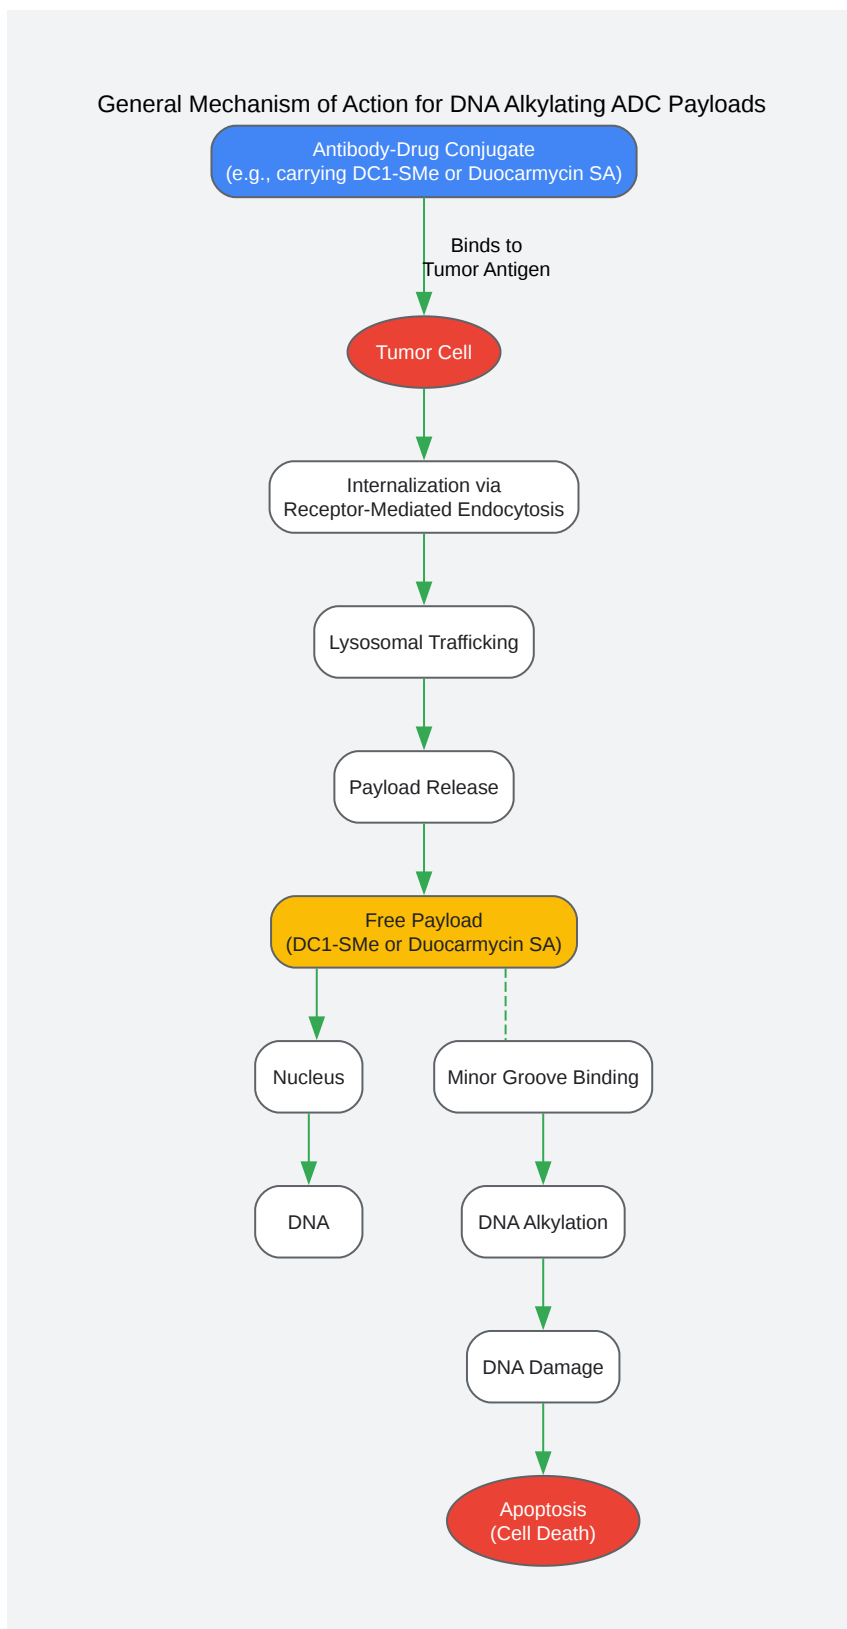 General Mechanism of Action for DNA Alkylating ADC Payloads
Antibody-Drug Conjugate
(e.g., carrying DC1-SMe or Duocarmycin SA)
Binds to
Tumor Antigen
Tumor Cell
Internalization via
Receptor-Mediated Endocytosis
Lysosomal Trafficking
Payload Release
Free Payload
(DC1-SMe or Duocarmycin SA)
Nucleus
Minor Groove Binding
DNA
DNA Alkylation
DNA Damage
Apoptosis
(Cell Death)